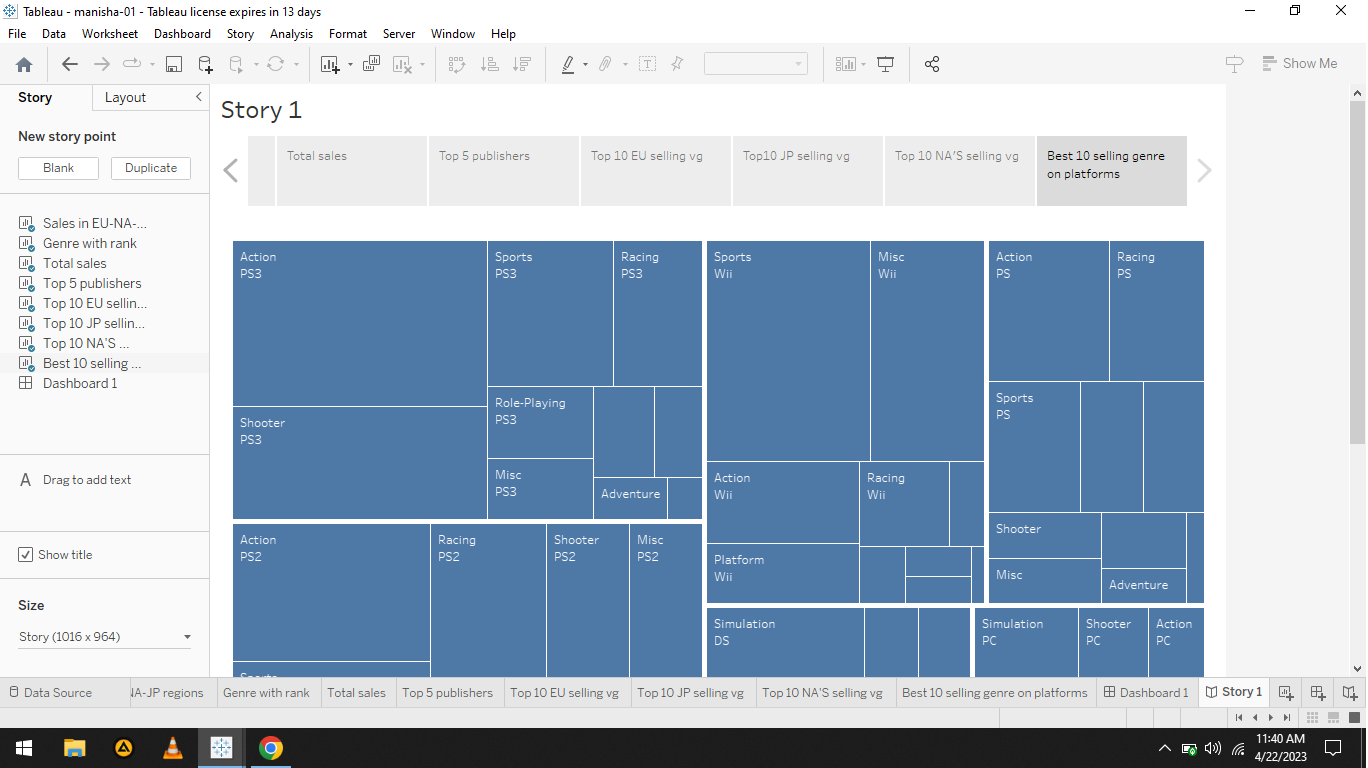 Tableau - manisha-01 - Tableau license expires in 13 days
File Data Worksheet Dashboard Story Analysis Format Server Window Help
Show Me
Story Layout
New story point
Blank Duplicate
Sales in EU-NA-...
Genre with rank
Total sales
Top 5 publishers
Top 10 EU sellin...
Top 10 JP sellin...
Top 10 NA'S ...
Best 10 selling ...
Dashboard 1
A Drag to add text
Show title
Size
Story (1016 x 964)
Story 1
Total sales
Top 5 publishers
Top 10 EU selling vg
Top10 JP selling vg
Top 10 NA'S selling vg
Best 10 selling genre
on platforms
Action
PS3
Sports
PS3
Racing
PS3
Shooter
PS3
Role-Playing
PS3
Misc
PS3
Adventure
Sports
Wii
Misc
Wii
Action
Wii
Racing
Wii
Platform
Wii
Action
PS
Racing
PS
Sports
PS
Shooter
Misc
Adventure
Action
PS2
Racing
PS2
Shooter
PS2
Misc
PS2
Sports
Simulation
DS
Simulation
PC
Shooter
PC
Action
PC
Data Source NA-JP regions Genre with rank Total sales Top 5 publishers Top 10 EU selling vg Top 10 JP selling vg Top 10 NA'S selling vg Best 10 selling genre on platforms Dashboard 1 Story 1
11:40 AM
4/22/2023